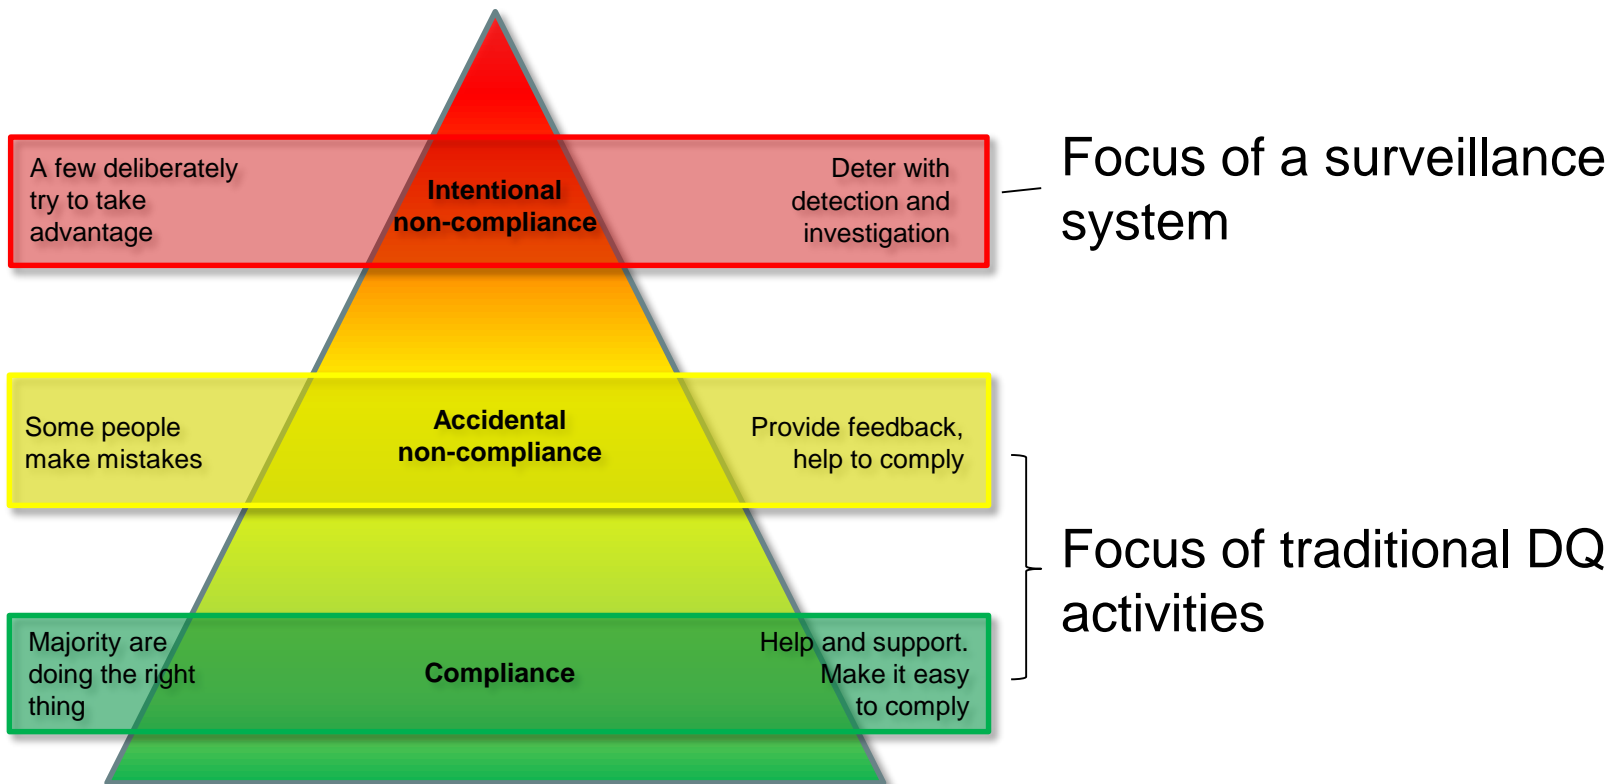 A few deliberately
try to take
advantage
Intentional
non-compliance
Deter with
detection and
investigation
Focus of a surveillance
system
Some people
make mistakes
Accidental
non-compliance
Provide feedback,
help to comply
Focus of traditional DQ
activities
Majority are
doing the right
thing
Compliance
Help and support.
Make it easy
to comply